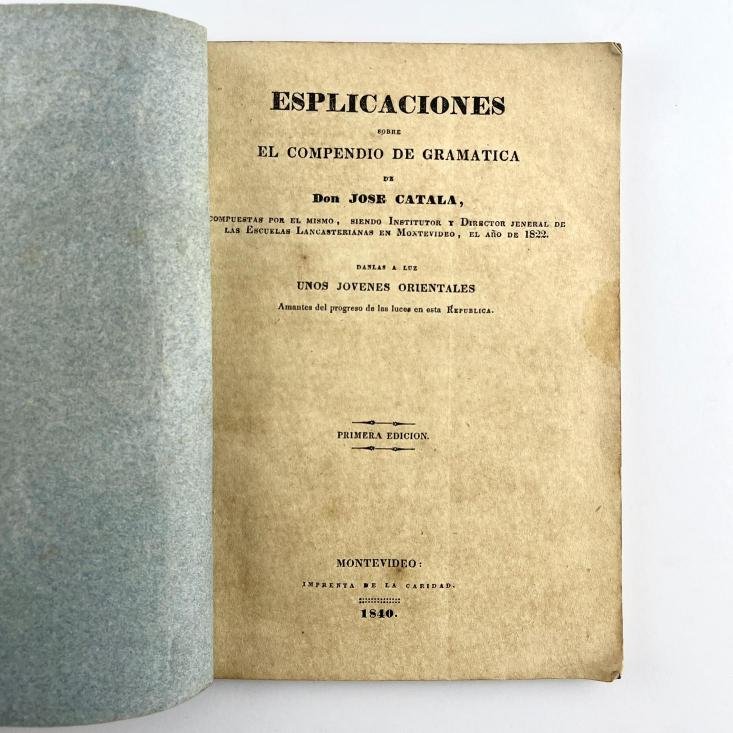 ESPLICACIONES
SOBRE
EL COMPENDIO DE GRAMATICA
DE
Don JOSE CATALA,
COMPUESTAS POR EL MISMO, SIENDO INSTITUTOR Y DIRECTOR JENERAL DE
LAS ESCUELAS LANCASTERIANAS EN MONTEVIDEO, EL AÑO DE 1822.
DANLAS A LUZ
UNOS JOVENES ORIENTALES
Amantes del progreso de las luces en esta REPUBLICA.
PRIMERA EDICION.
MONTEVIDEO:
IMPRENTA DE LA CARIDAD.
1840.